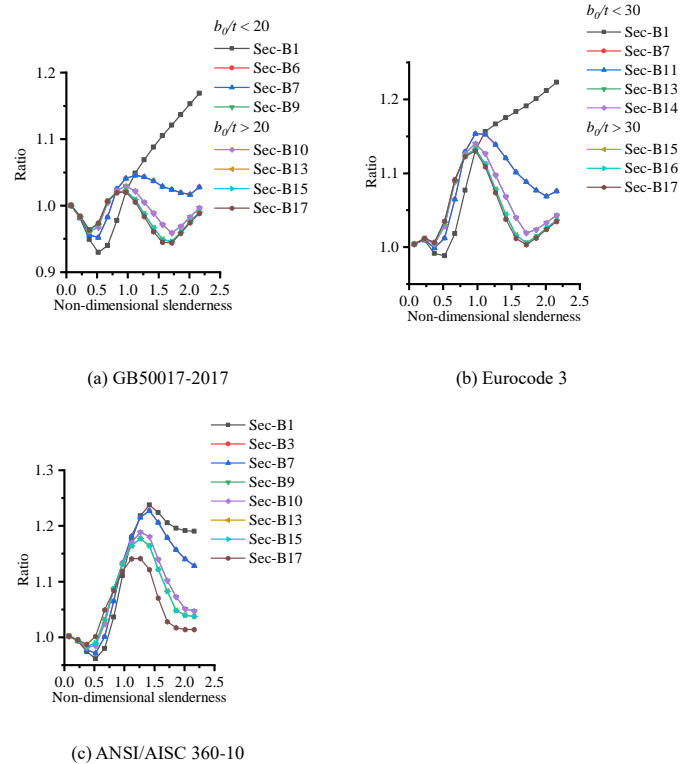 b₀/t < 20
Sec-B1
Sec-B6
Sec-B7
Sec-B9
b₀/t > 20
Sec-B10
Sec-B13
Sec-B15
Sec-B17
1.2
1.1
1.0
0.9
Ratio
0.0 0.5 1.0 1.5 2.0 2.5
Non-dimensional slenderness
(a) GB50017-2017
b₀/t < 30
Sec-B1
Sec-B7
Sec-B11
Sec-B13
Sec-B14
b₀/t > 30
Sec-B15
Sec-B16
Sec-B17
1.2
1.1
1.0
Ratio
0.0 0.5 1.0 1.5 2.0 2.5
Non-dimensional slenderness
(b) Eurocode 3
Sec-B1
Sec-B3
Sec-B7
Sec-B9
Sec-B10
Sec-B13
Sec-B15
Sec-B17
1.3
1.2
1.1
1.0
Ratio
0.0 0.5 1.0 1.5 2.0 2.5
Non-dimensional slenderness
(c) ANSI/AISC 360-10